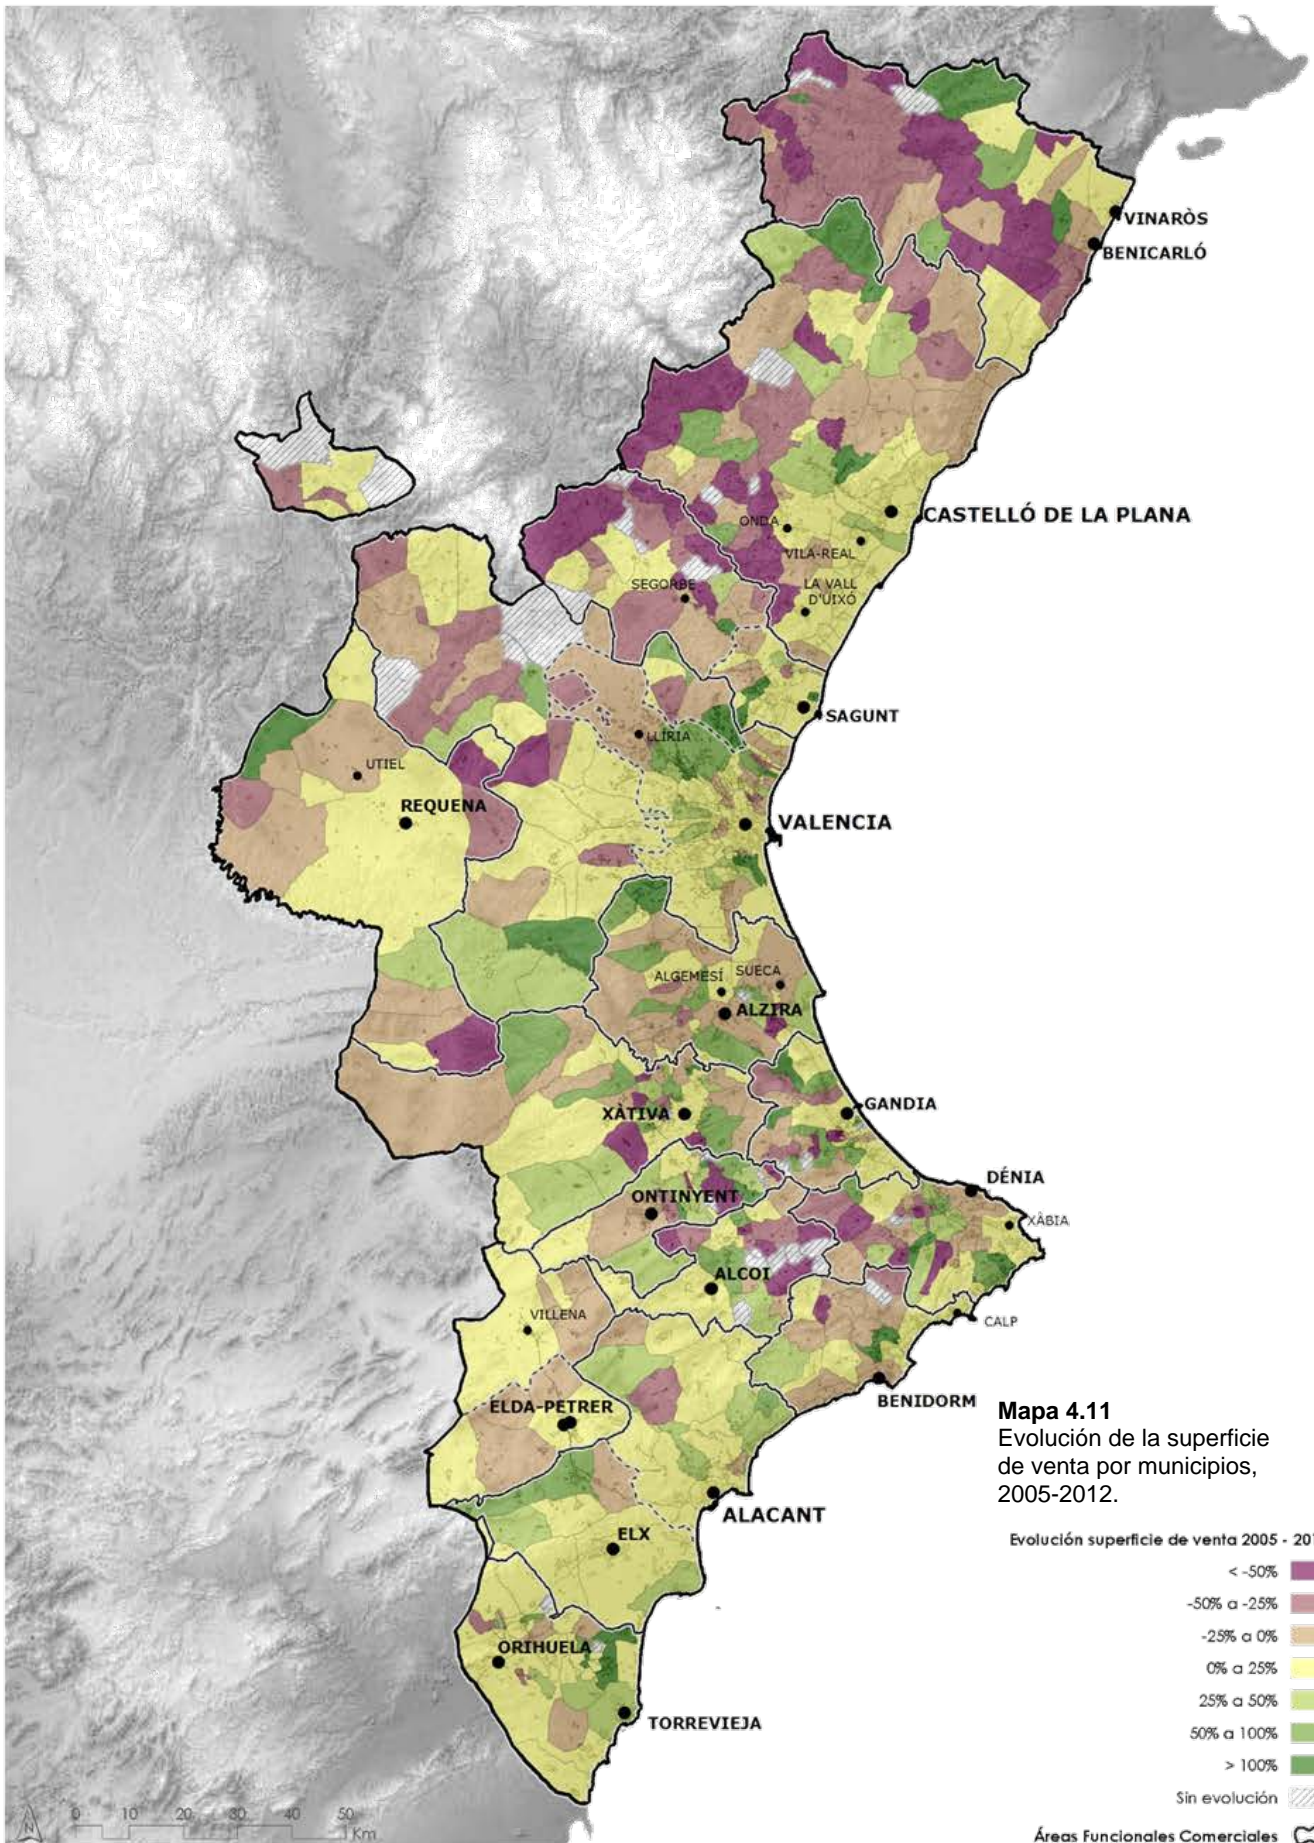 VINARÒS
BENICARLÓ
CASTELLÓ DE LA PLANA
ONDA
VILA-REAL
SEGORBE
LA VALL
D'UIXÓ
SAGUNT
LLÍRIA
UTIEL
REQUENA
VALENCIA
ALGEMESÍ
SUECA
ALZIRA
GANDIA
XÀTIVA
DÉNIA
ONTINYENT
XÀBIA
ALCOI
VILLENA
CALP
BENIDORM
ELDA-PETRER
Mapa 4.11
Evolución de la superficie
de venta por municipios,
2005-2012.
ALACANT
ELX
ORIHUELA
TORREVIEJA
Evolución superficie de venta 2005 - 201
< -50%
-50% a -25%
-25% a 0%
0% a 25%
25% a 50%
50% a 100%
> 100%
Sin evolución
Áreas Funcionales Comerciales
N
0 10 20 30 40 50
Km